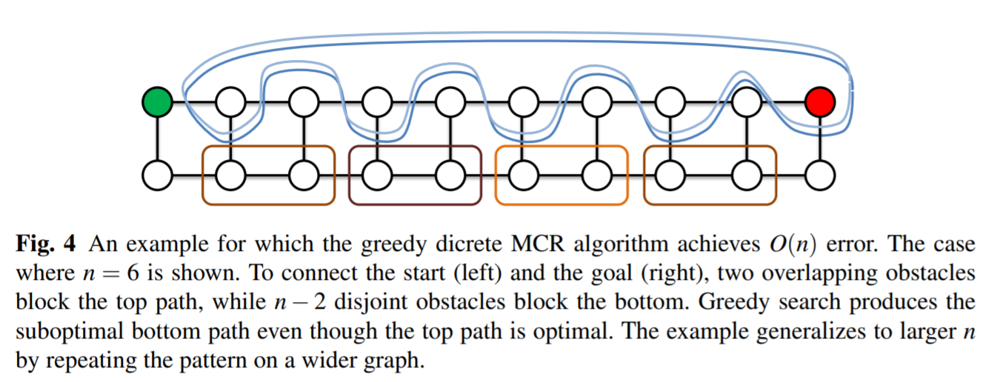 Fig. 4 An example for which the greedy dicrete MCR algorithm achieves O(n) error. The case
where n = 6 is shown. To connect the start (left) and the goal (right), two overlapping obstacles
block the top path, while n − 2 disjoint obstacles block the bottom. Greedy search produces the
suboptimal bottom path even though the top path is optimal. The example generalizes to larger n
by repeating the pattern on a wider graph.